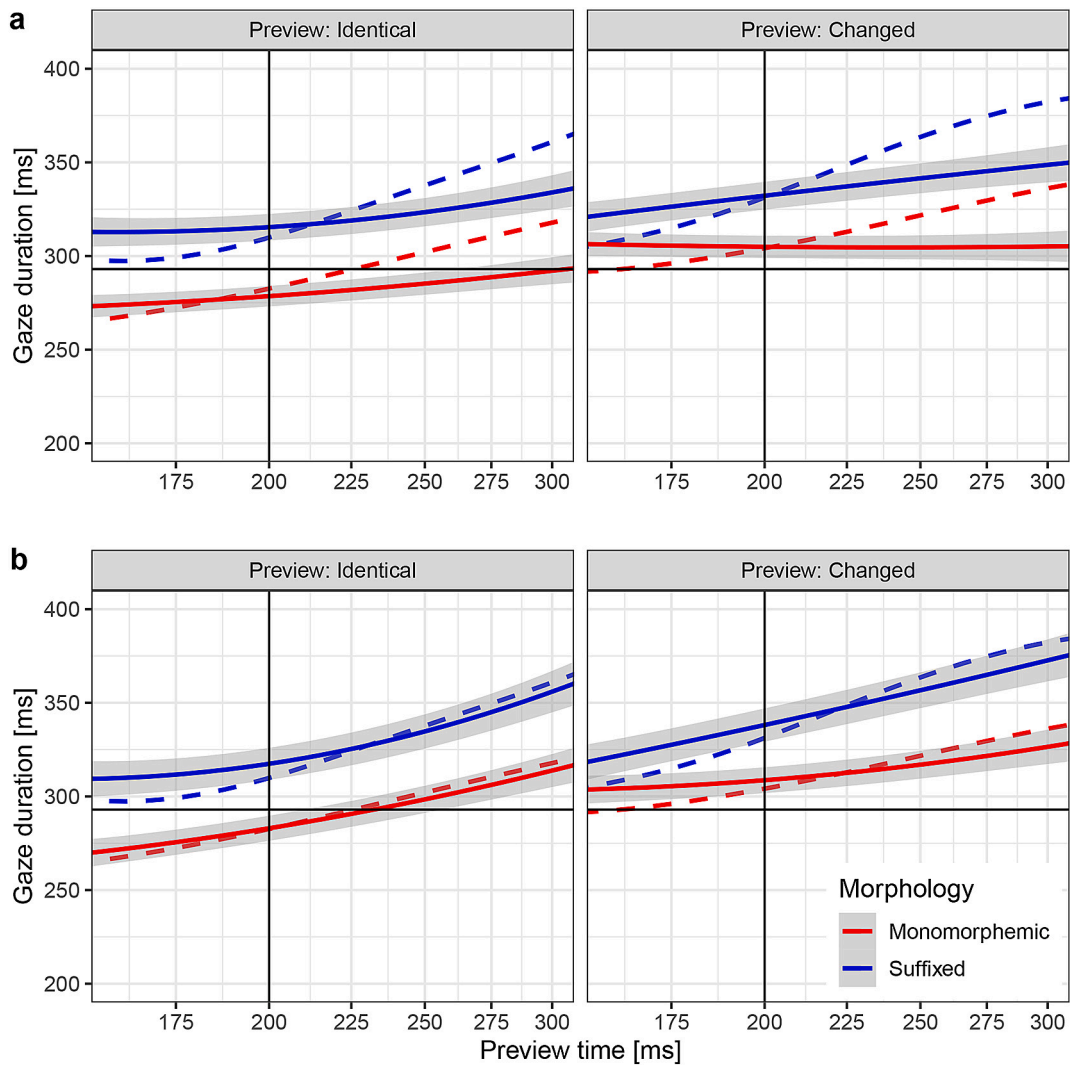 a
Preview: Identical
Preview: Changed
Gaze duration [ms]
400
350
300
250
200
175 200 225 250 275 300
175 200 225 250 275 300
b
Preview: Identical
Preview: Changed
Gaze duration [ms]
400
350
300
250
200
Morphology
Monomorphemic
Suffixed
175 200 225 250 275 300
175 200 225 250 275 300
Preview time [ms]